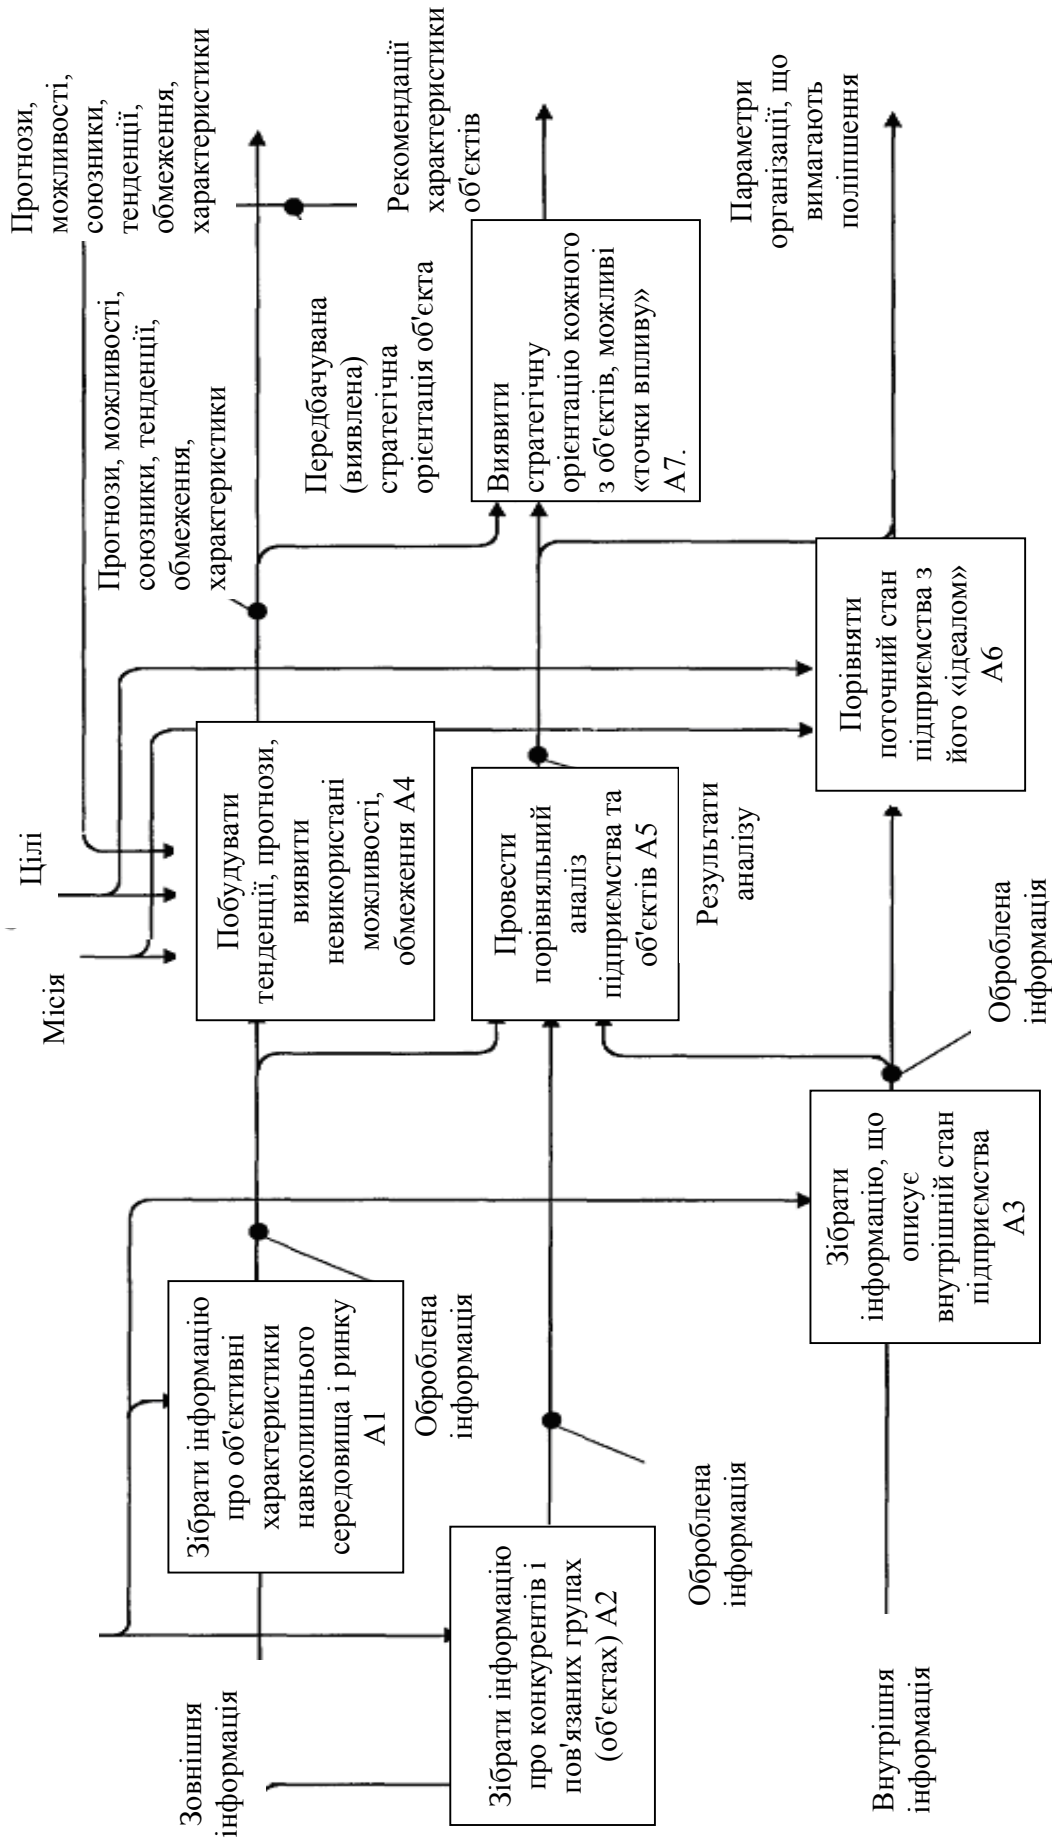 Зовнішня
інформація
Зібрати інформацію
про об'єктивні
характеристики
навколишнього
середовища і ринку
А1
Оброблена
інформація
Зібрати інформацію
про конкурентів і
пов'язаних групах
(об'єктах) А2
Оброблена
інформація
Внутрішня
інформація
Зібрати
інформацію, що
описує
внутрішній стан
підприємства
А3
Оброблена
інформація
Місія
Цілі
Побудувати
тенденції, прогнози,
виявити
невикористані
можливості,
обмеження А4
Провести
порівняльний
аналіз
підприємства та
об'єктів А5
Результати
аналізу
Порівняти
поточний стан
підприємства з
його «ідеалом»
А6
Прогнози, можливості,
союзники, тенденції,
обмеження,
характеристики
Передбачувана
(виявлена)
стратегічна
орієнтація об'єкта
Виявити
стратегічну
орієнтацію кожного
з об'єктів, можливі
«точки впливу»
А7.
Прогнози,
можливості,
союзники,
тенденції,
обмеження,
характеристики
Рекомендації
характеристики
об'єктів
Параметри
організації, що
вимагають
поліпшення